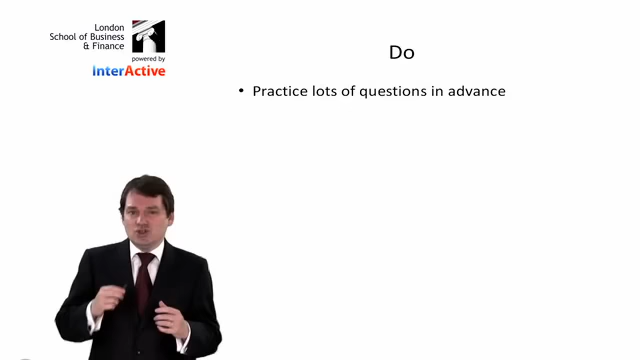 London
School of Business
& Finance
powered by
InterActive
Do
• Practice lots of questions in advance